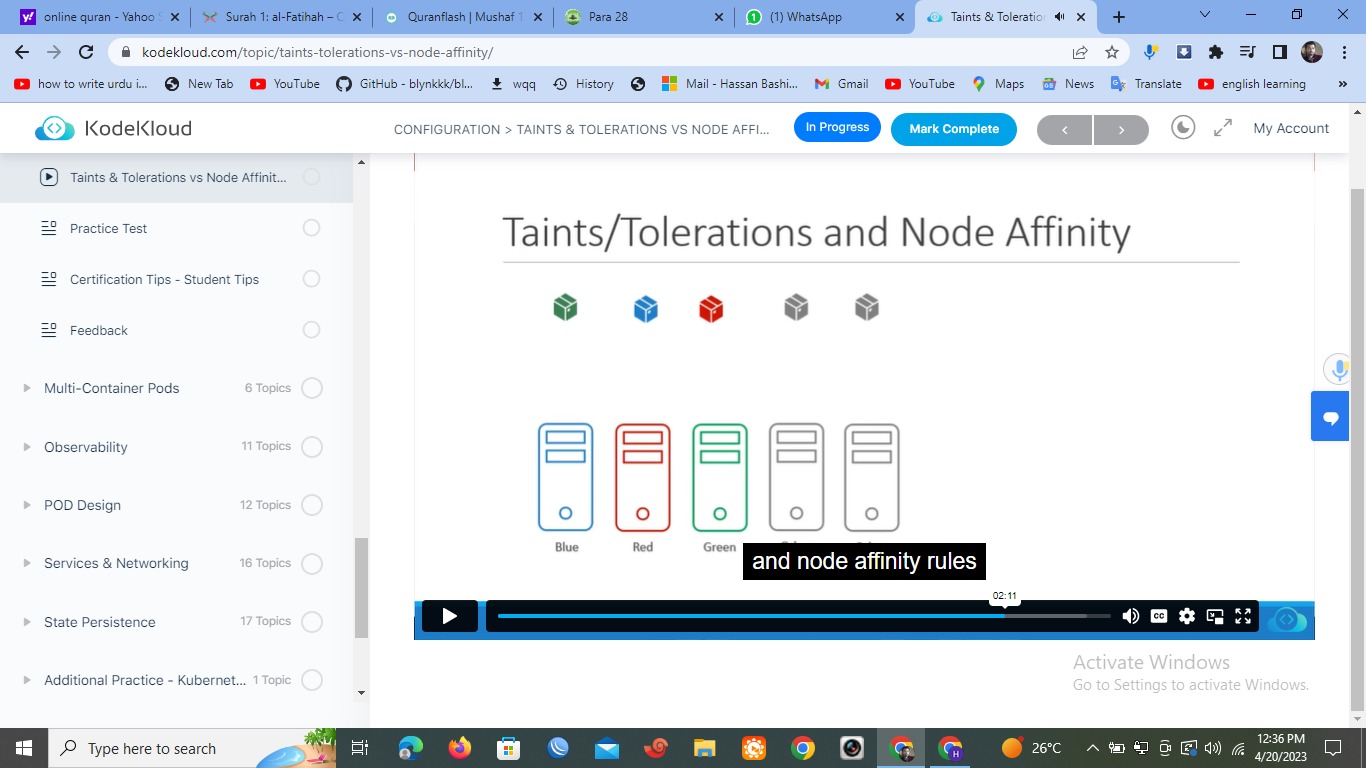 online quran - Yahoo S
Surah 1: al-Fatihah – C
Quranflash | Mushaf 1
Para 28
(1) WhatsApp
Taints & Toleration
kodekloud.com/topic/taints-tolerations-vs-node-affinity/
how to write urdu i...
New Tab
YouTube
GitHub - blynkkk/bl...
wqq
History
Mail - Hassan Bashi...
Gmail
YouTube
Maps
News
Translate
english learning
»
KodeKloud
CONFIGURATION > TAINTS & TOLERATIONS VS NODE AFFI...
In Progress
Mark Complete
My Account
Taints & Tolerations vs Node Affinit...
Practice Test
Certification Tips - Student Tips
Feedback
Multi-Container Pods 6 Topics
Observability 11 Topics
POD Design 12 Topics
Services & Networking 16 Topics
State Persistence 17 Topics
Additional Practice - Kubernet... 1 Topic
Taints/Tolerations and Node Affinity
Blue Red Green
and node affinity rules
02:11
CC
Activate Windows
Go to Settings to activate Windows.
Type here to search
26°C
12:36 PM
4/20/2023